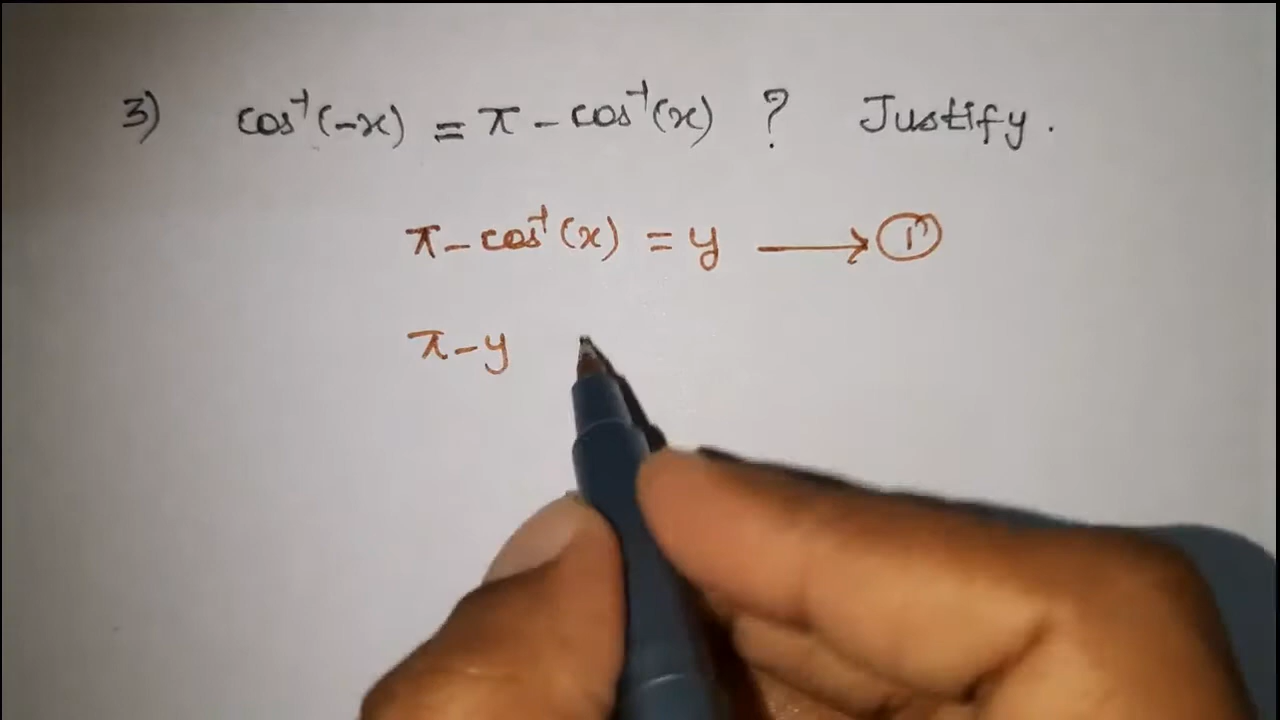 3) cos⁻¹(-x) = π - cos⁻¹(x) ? Justify.
π - cos⁻¹(x) = y ⟶ ①
π - y